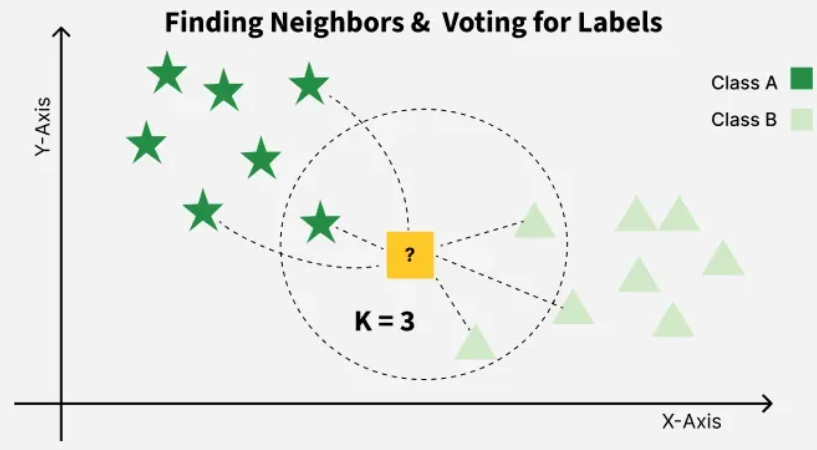 Finding Neighbors & Voting for Labels
Y-Axis
Class A
Class B
?
K = 3
X-Axis